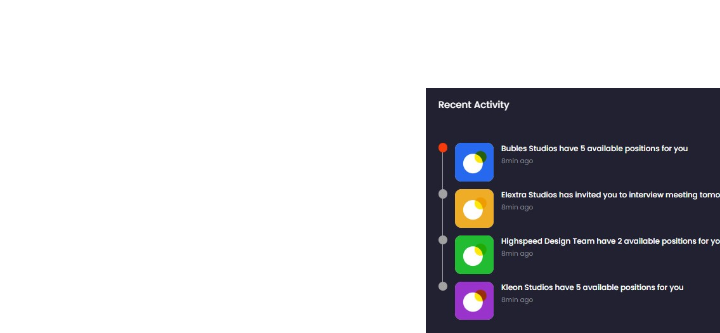 Recent Activity
Bubles Studios have 5 available positions for you
8min ago
Elextra Studios has invited you to interview meeting tomo
8min ago
Highspeed Design Team have 2 available positions for yo
8min ago
Kleon Studios have 5 available positions for you
8min ago